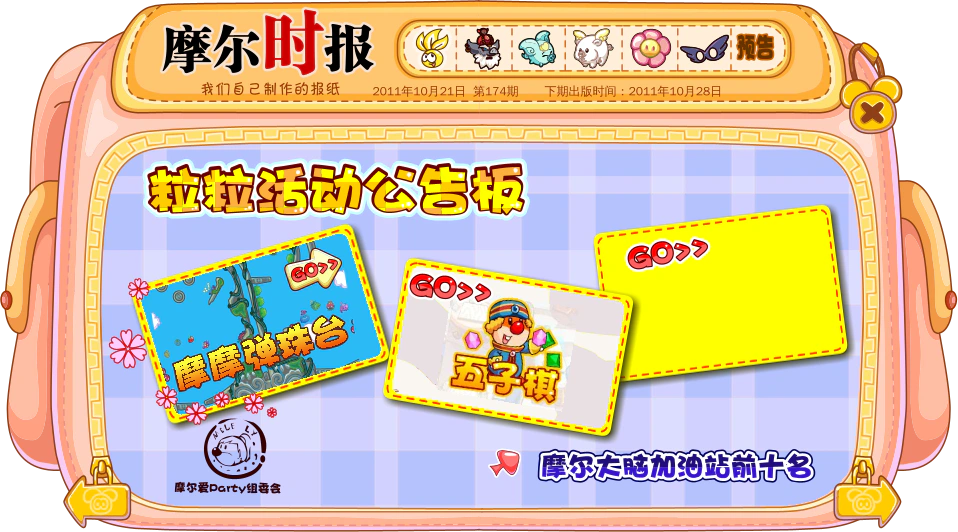 摩尔时报
预告
我们自己制作的报纸
2011年10月21日 第174期 下期出版时间：2011年10月28日
粒粒活动公告板
GO>>
摩摩弹珠台
GO>>
五子棋
GO>>
摩尔爱Party组委会
摩尔大脑加油站前十名